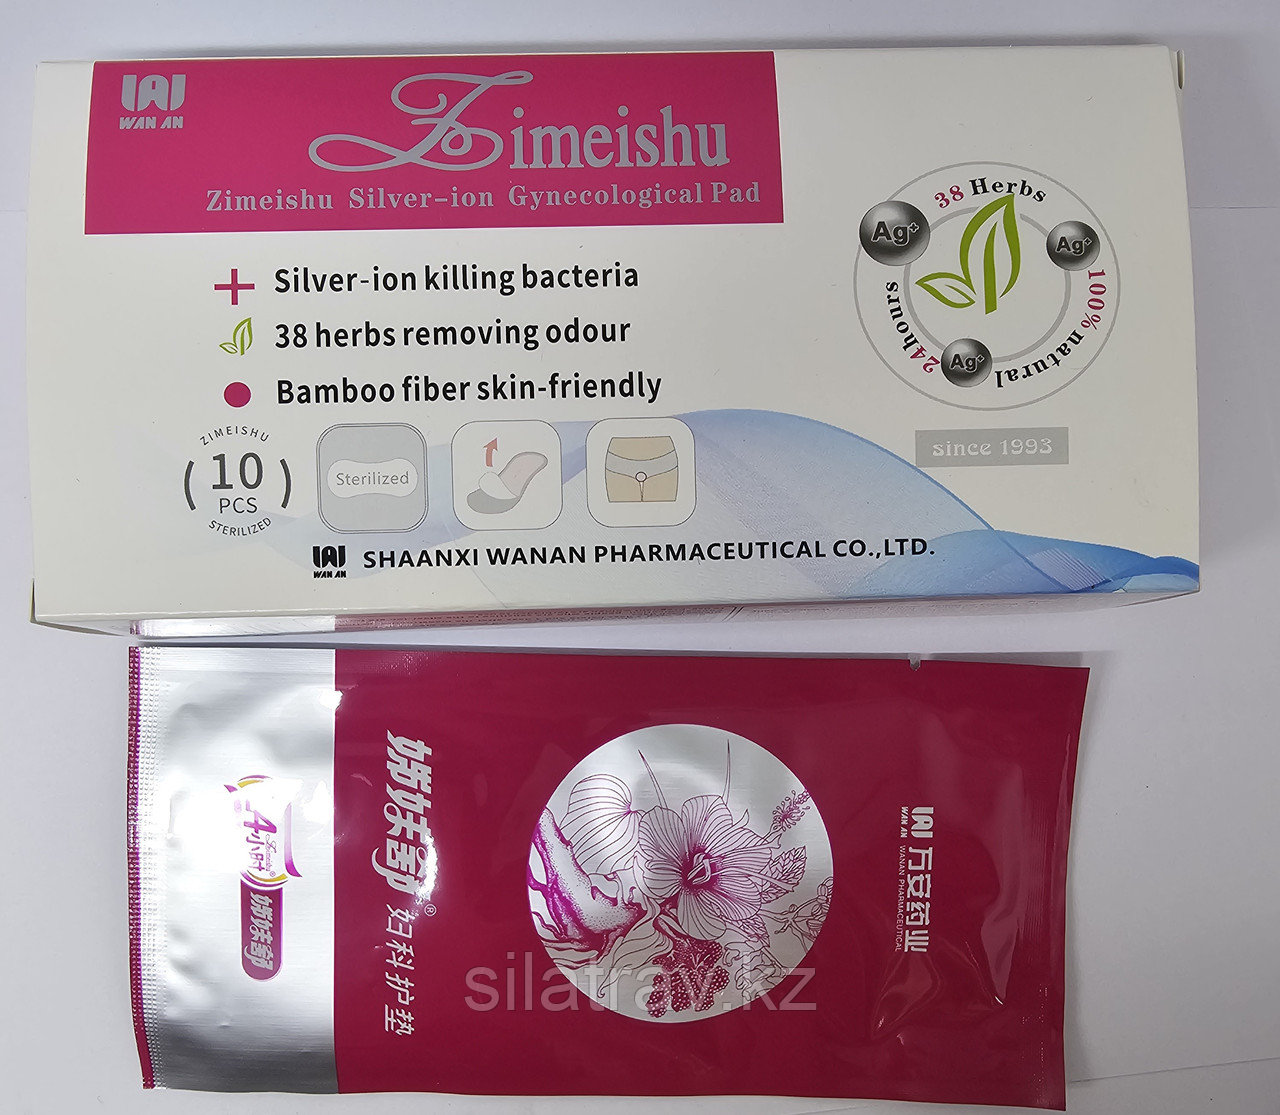 WAN AN
Zimeishu
Zimeishu Silver-ion Gynecological Pad
Silver-ion killing bacteria
38 herbs removing odour
Bamboo fiber skin-friendly
38 Herbs
100% natural
24hours
Ag+
Ag+
Ag+
since 1993
ZIMEISHU
10
PCS
STERILIZED
Sterilized
WAN AN
SHAANXI WANAN PHARMACEUTICAL CO.,LTD.
姊妹舒®
妇科护垫
小时
姊妹舒
WAN AN
万安药业
WANAN PHARMACEUTICAL
silatrav.kz